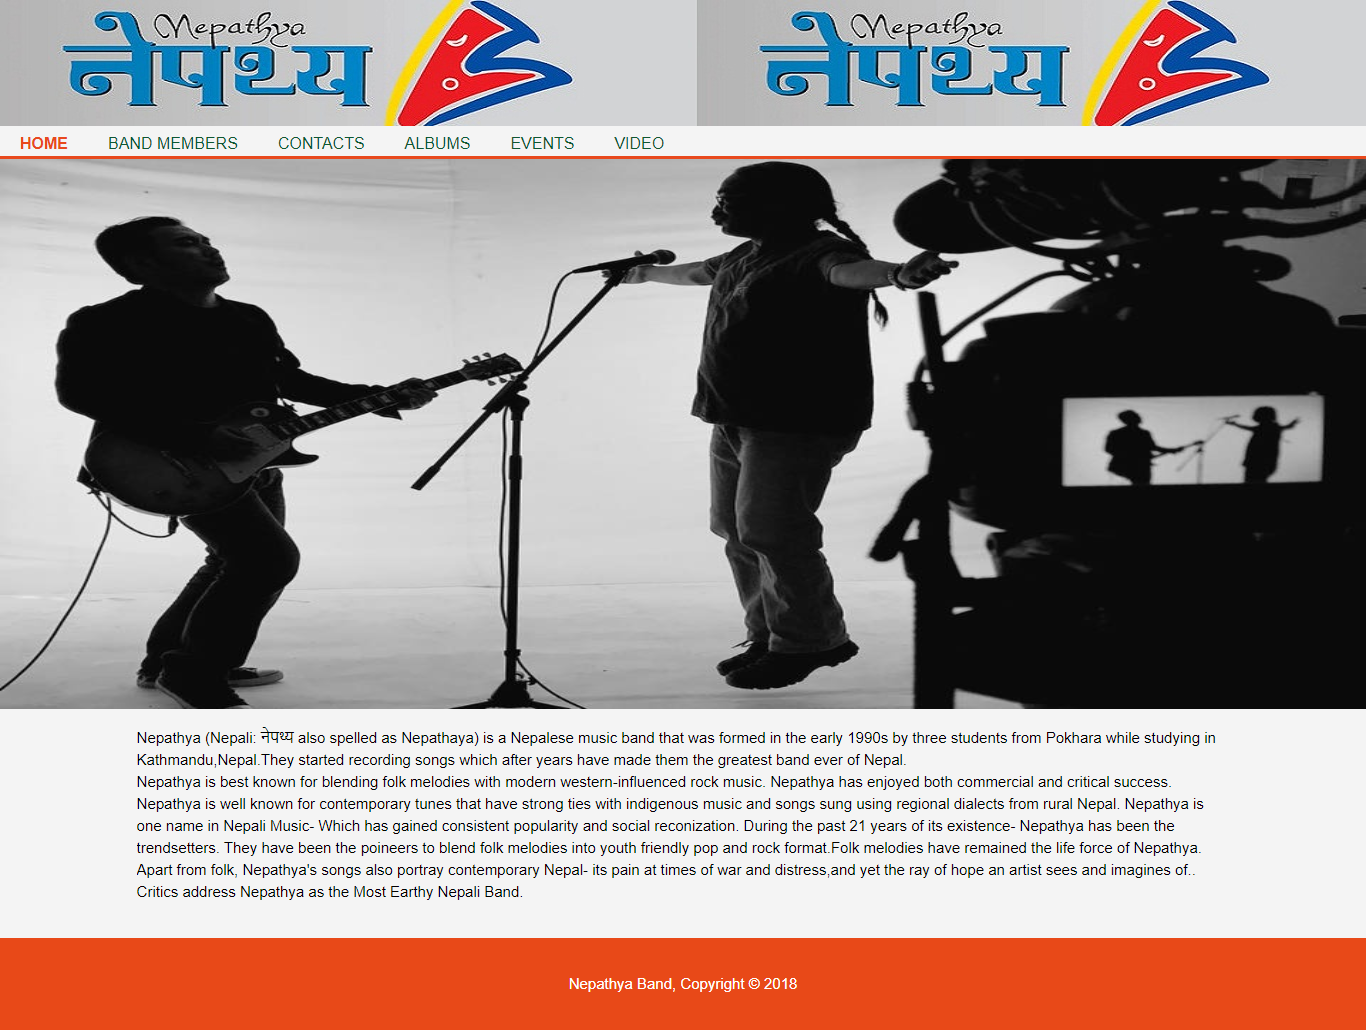 Nepathya Nepathya
नेपथ्य नेपथ्य
HOME BAND MEMBERS CONTACTS ALBUMS EVENTS VIDEO
Nepathya (Nepali: नेपथ्य also spelled as Nepathaya) is a Nepalese music band that was formed in the early 1990s by three students from Pokhara while studying in
Kathmandu,Nepal.They started recording songs which after years have made them the greatest band ever of Nepal.
Nepathya is best known for blending folk melodies with modern western-influenced rock music. Nepathya has enjoyed both commercial and critical success.
Nepathya is well known for contemporary tunes that have strong ties with indigenous music and songs sung using regional dialects from rural Nepal. Nepathya is
one name in Nepali Music- Which has gained consistent popularity and social reconization. During the past 21 years of its existence- Nepathya has been the
trendsetters. They have been the poineers to blend folk melodies into youth friendly pop and rock format.Folk melodies have remained the life force of Nepathya.
Apart from folk, Nepathya's songs also portray contemporary Nepal- its pain at times of war and distress,and yet the ray of hope an artist sees and imagines of..
Critics address Nepathya as the Most Earthy Nepali Band.
Nepathya Band, Copyright © 2018